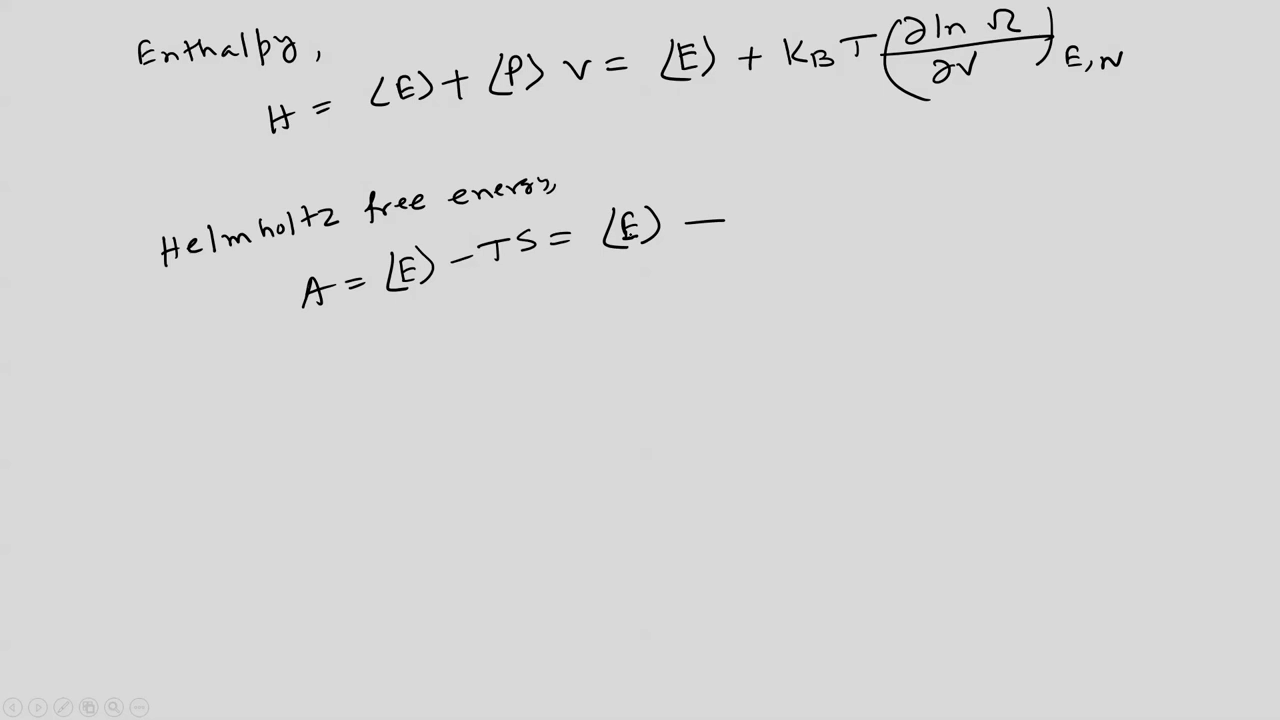 Enthalpy,
H = ⟨E⟩ + ⟨P⟩ V = ⟨E⟩ + K_B T (∂ ln Ω / ∂V)_{E,N}
Helmholtz free energy,
A = ⟨E⟩ - TS = ⟨E⟩ —